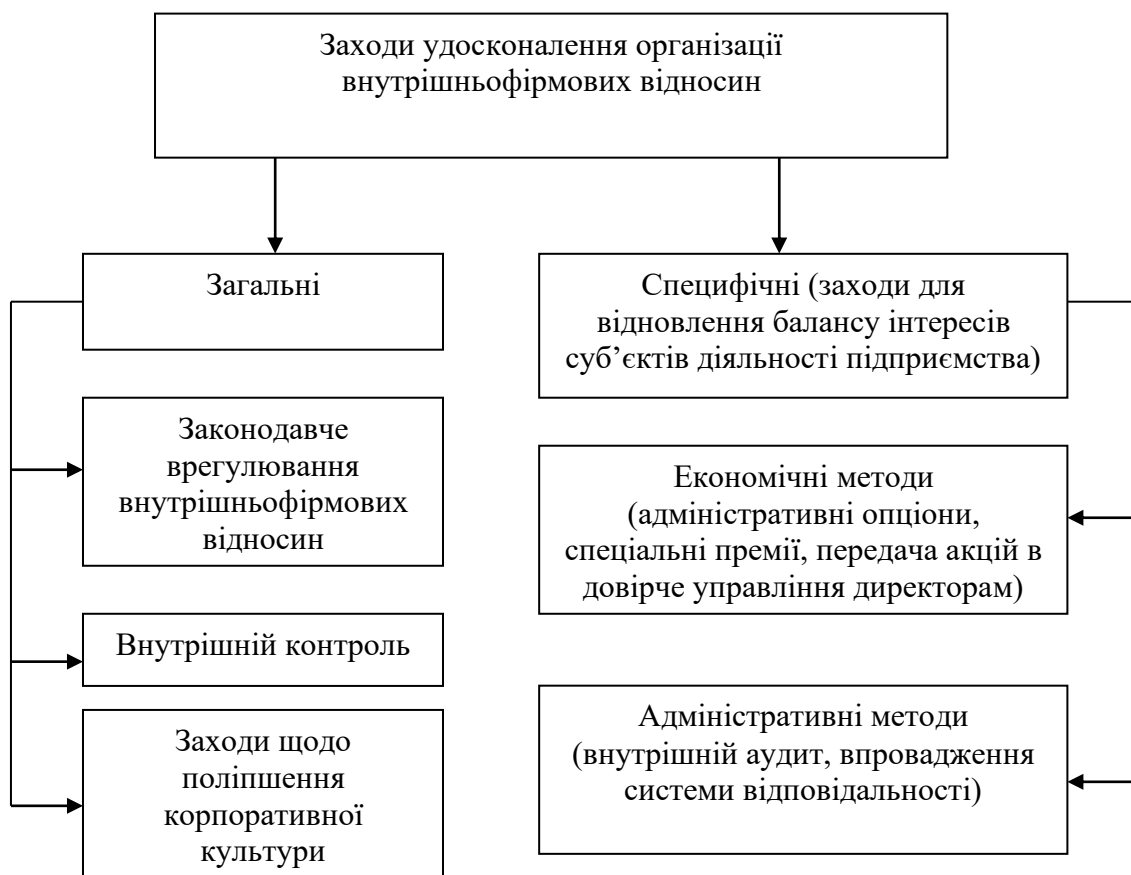 Заходи удосконалення організації
внутрішньофірмових відносин
Загальні
Специфічні (заходи для
відновлення балансу інтересів
суб’єктів діяльності підприємства)
Законодавче
врегулювання
внутрішньофірмових
відносин
Економічні методи
(адміністративні опціони,
спеціальні премії, передача акцій в
довірче управління директорам)
Внутрішній контроль
Заходи щодо
поліпшення
корпоративної
культури
Адміністративні методи
(внутрішній аудит, впровадження
системи відповідальності)